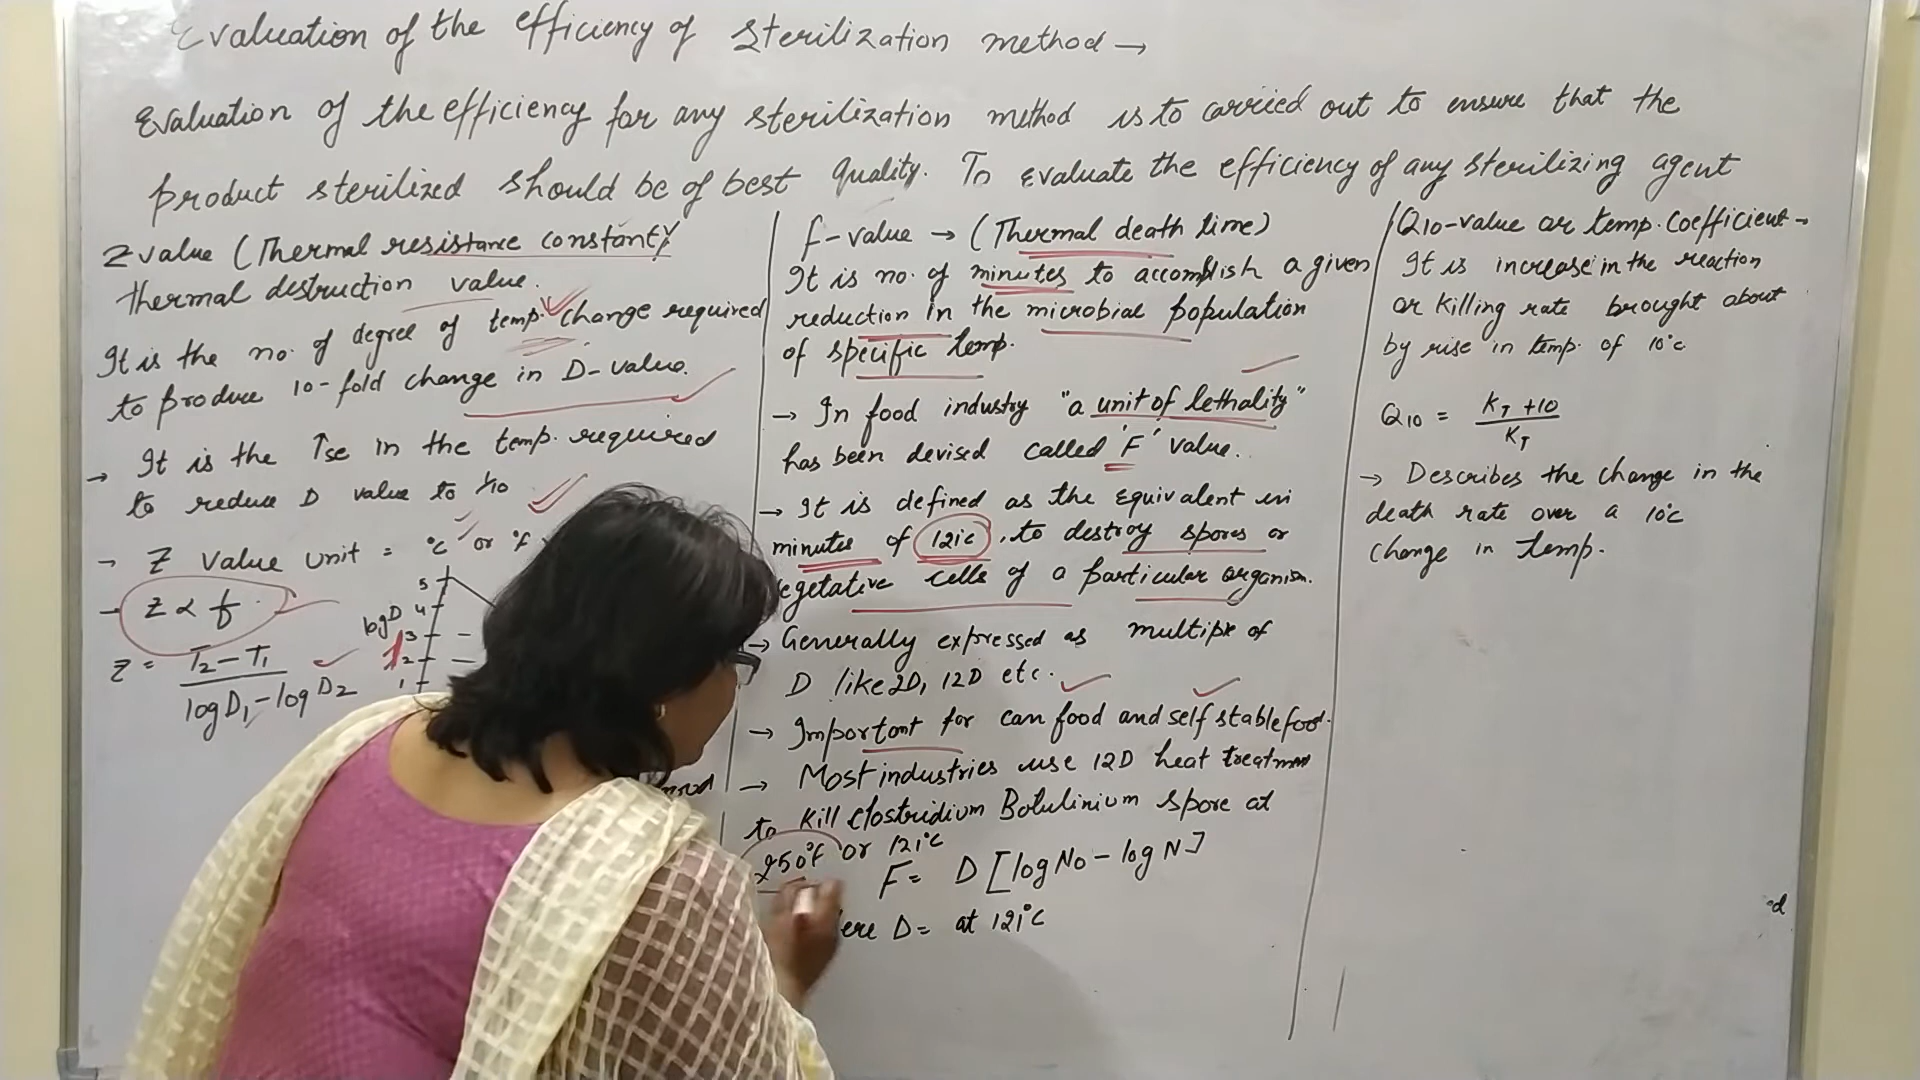 Evaluation of the efficiency of sterilization method →
Evaluation of the efficiency for any sterilization method is to carried out to ensure that the
product sterilized should be of best quality. To evaluate the efficiency of any sterilizing agent
Z value (Thermal resistance constant)
Thermal destruction value.
It is the no. of degree of temp. change required
to produce 10-fold change in D-value.
→ It is the ↑se in the temp. required
to reduce D value to 1/10
→ Z value unit = °c or °f
→ Z ∝ 1/f
Z = T2 - T1 / log D1 - log D2
log D
5
4
3
2
1
f-value → (Thermal death time)
It is no. of minutes to accomplish a given
reduction in the microbial population
of specific temp.
→ In food industry "a unit of lethality"
has been devised called 'F' value.
→ It is defined as the equivalent in
minutes of 121c, to destroy spores or
egetative cells of a particular organism.
→ Generally expressed as multiple of
D like 2D, 12D etc.
→ Important for can food and self stable food.
→ Most industries use 12D heat treatment
to kill clostridium Botulinium spore at
250°f or 121°c
F = D [log No - log N]
ere D = at 121°c
Q10-value or temp. coefficient →
It is increase in the reaction
or killing rate brought about
by rise in temp. of 10°c
Q10 = KT+10 / KT
→ Describes the change in the
death rate over a 10c
change in temp.